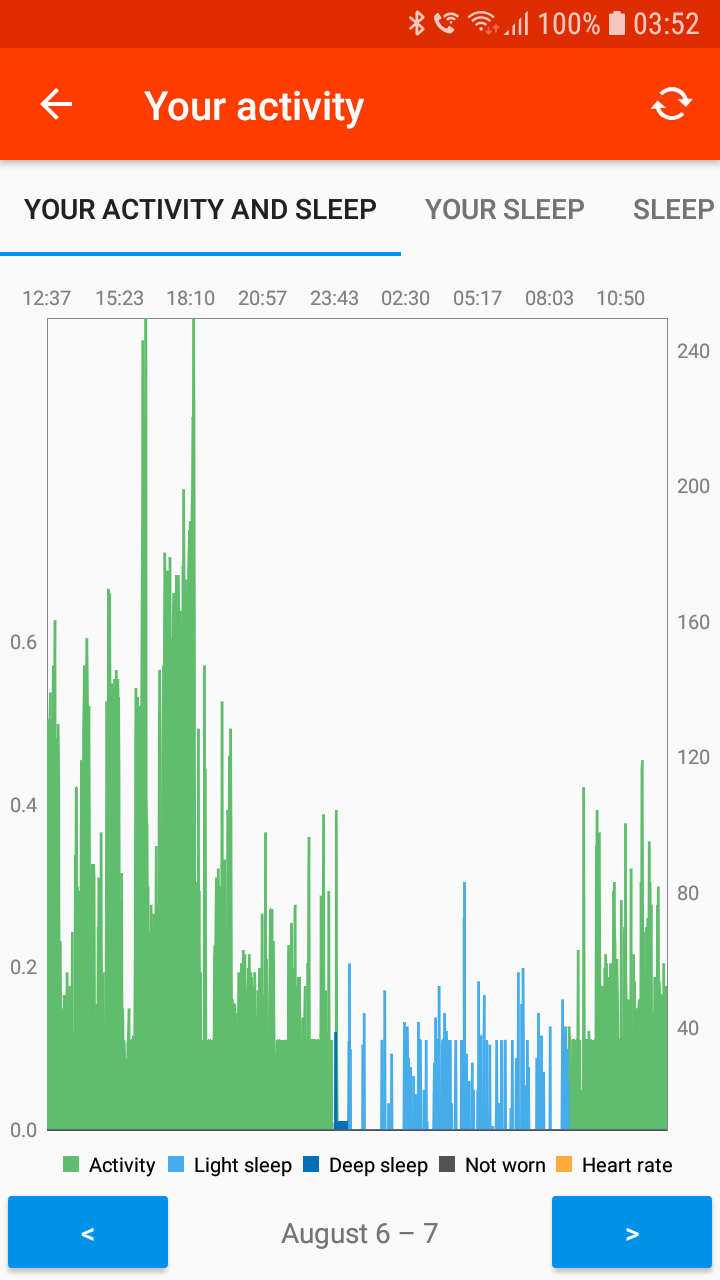 100% 03:52
Your activity
YOUR ACTIVITY AND SLEEP YOUR SLEEP SLEEP
12:37 15:23 18:10 20:57 23:43 02:30 05:17 08:03 10:50
240
200
160
0.6
120
0.4
80
0.2
40
0.0
Activity Light sleep Deep sleep Not worn Heart rate
< August 6 – 7 >